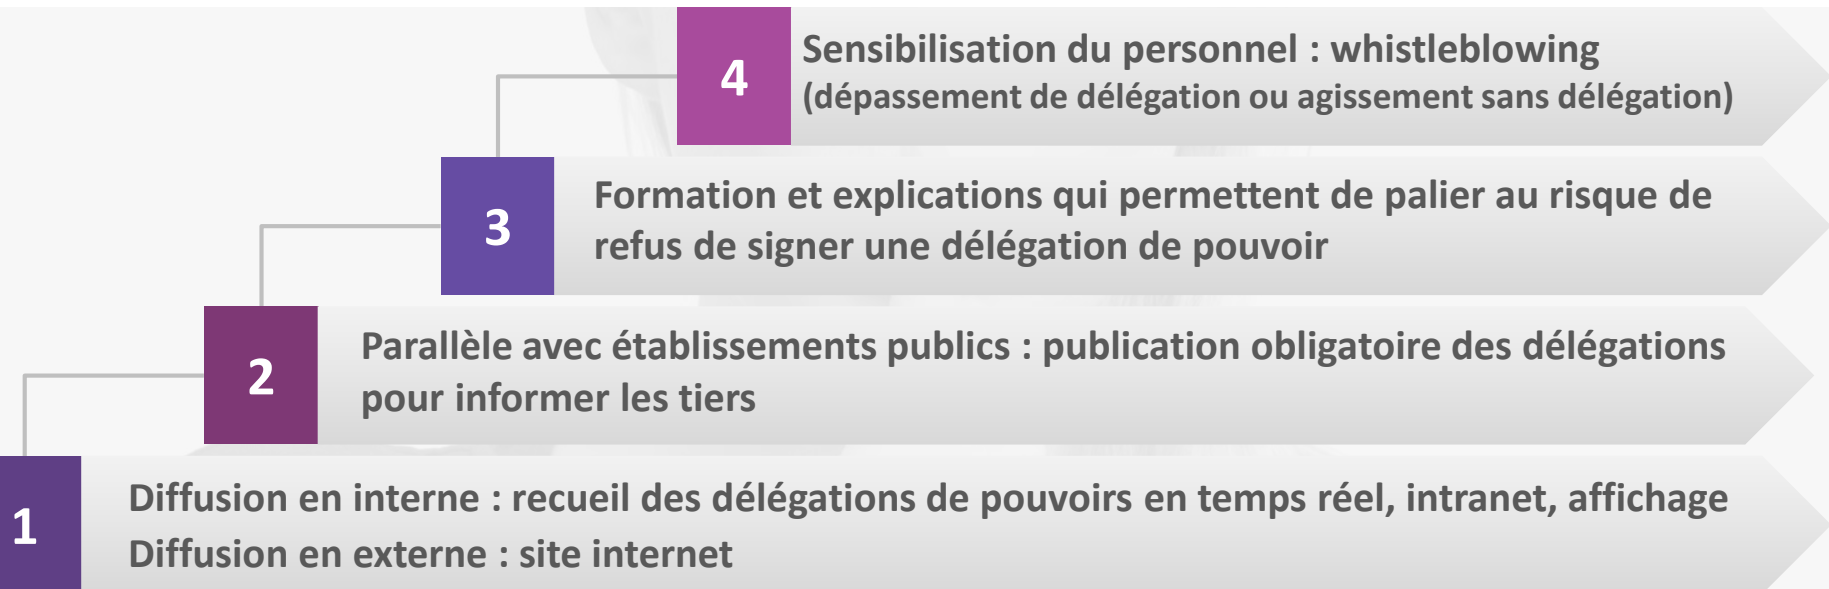 4
Sensibilisation du personnel : whistleblowing
(dépassement de délégation ou agissement sans délégation)
3
Formation et explications qui permettent de palier au risque de
refus de signer une délégation de pouvoir
2
Parallèle avec établissements publics : publication obligatoire des délégations
pour informer les tiers
1
Diffusion en interne : recueil des délégations de pouvoirs en temps réel, intranet, affichage
Diffusion en externe : site internet